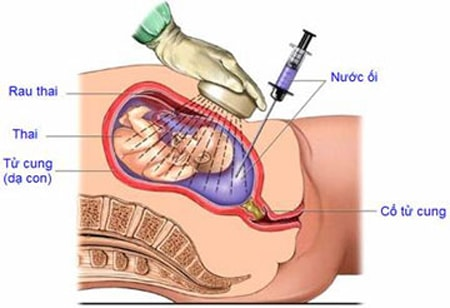 Nước ối
Rau thai
Thai
Tử cung
(dạ con)
Cổ tử cung